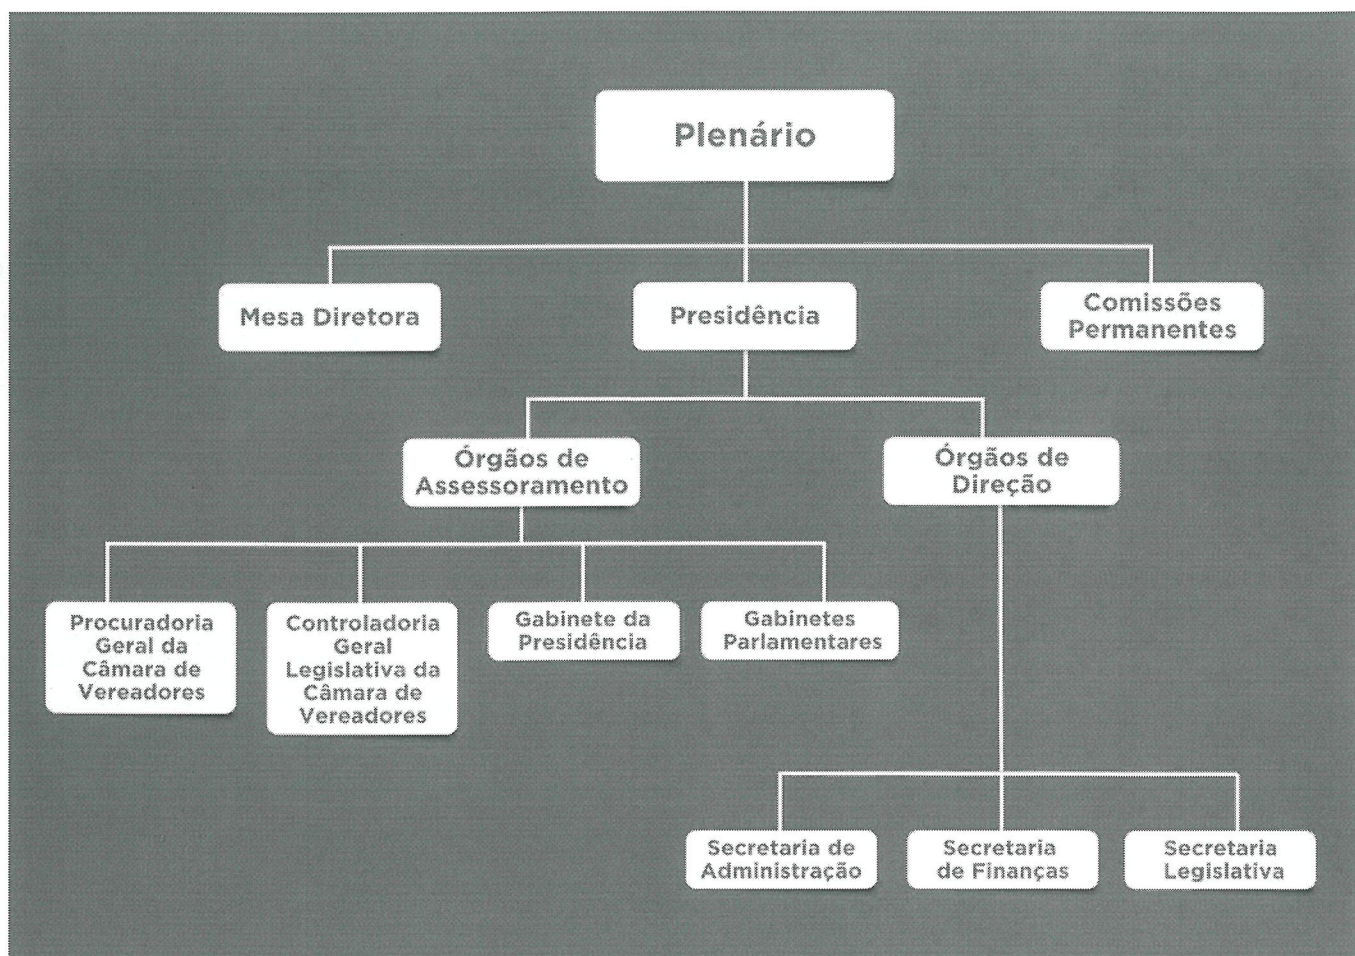 Plenário
Mesa Diretora
Presidência
Comissões
Permanentes
Órgãos de
Assessoramento
Órgãos de
Direção
Procuradoria
Geral da
Câmara de
Vereadores
Controladoria
Geral
Legislativa da
Câmara de
Vereadores
Gabinete da
Presidência
Gabinetes
Parlamentares
Secretaria de
Administração
Secretaria
de Finanças
Secretaria
Legislativa